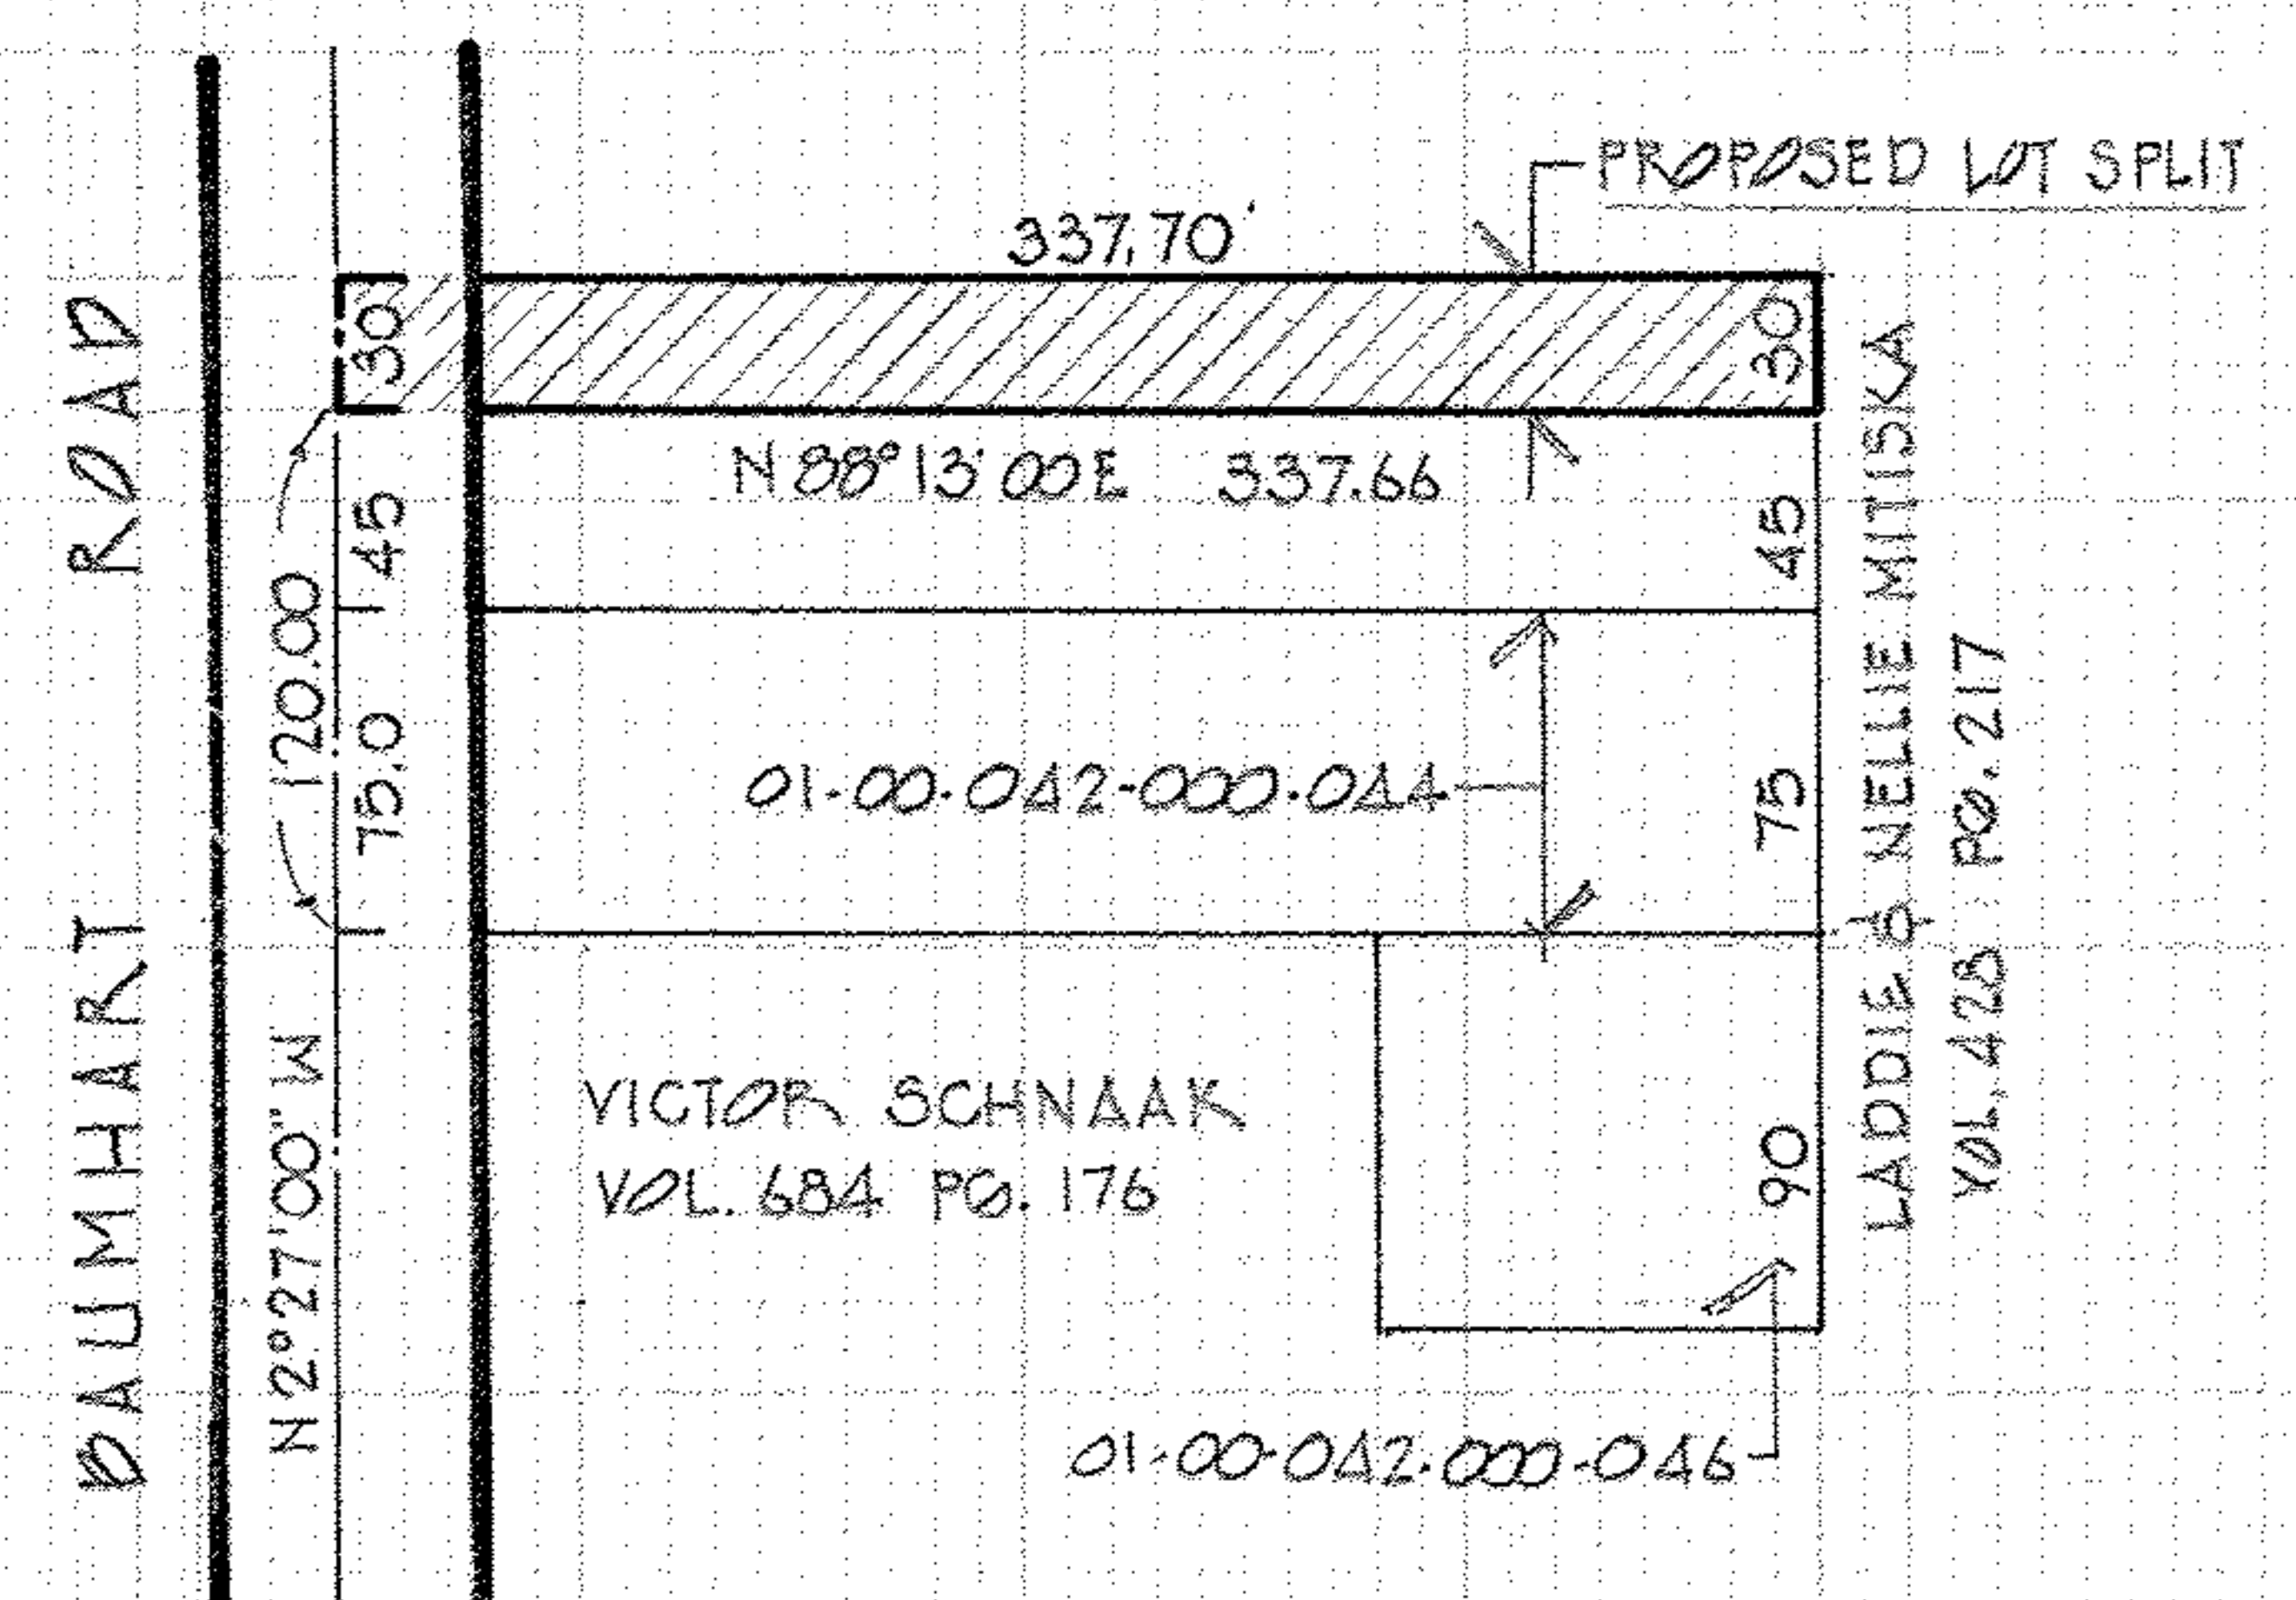 PROPOSED LOT SPLIT
337.70'
30
30
N 88° 13' 00 E 337.66
45
45
120.00
75.0
75
01-00-042-000-044
BAUMHART ROAD
N 2° 27' 00" W
VICTOR SCHNAAK
VOL. 684 PG. 176
90
LADDIE & NELLIE MITISKA
VOL. 428 PG. 217
01-00-042-000-046